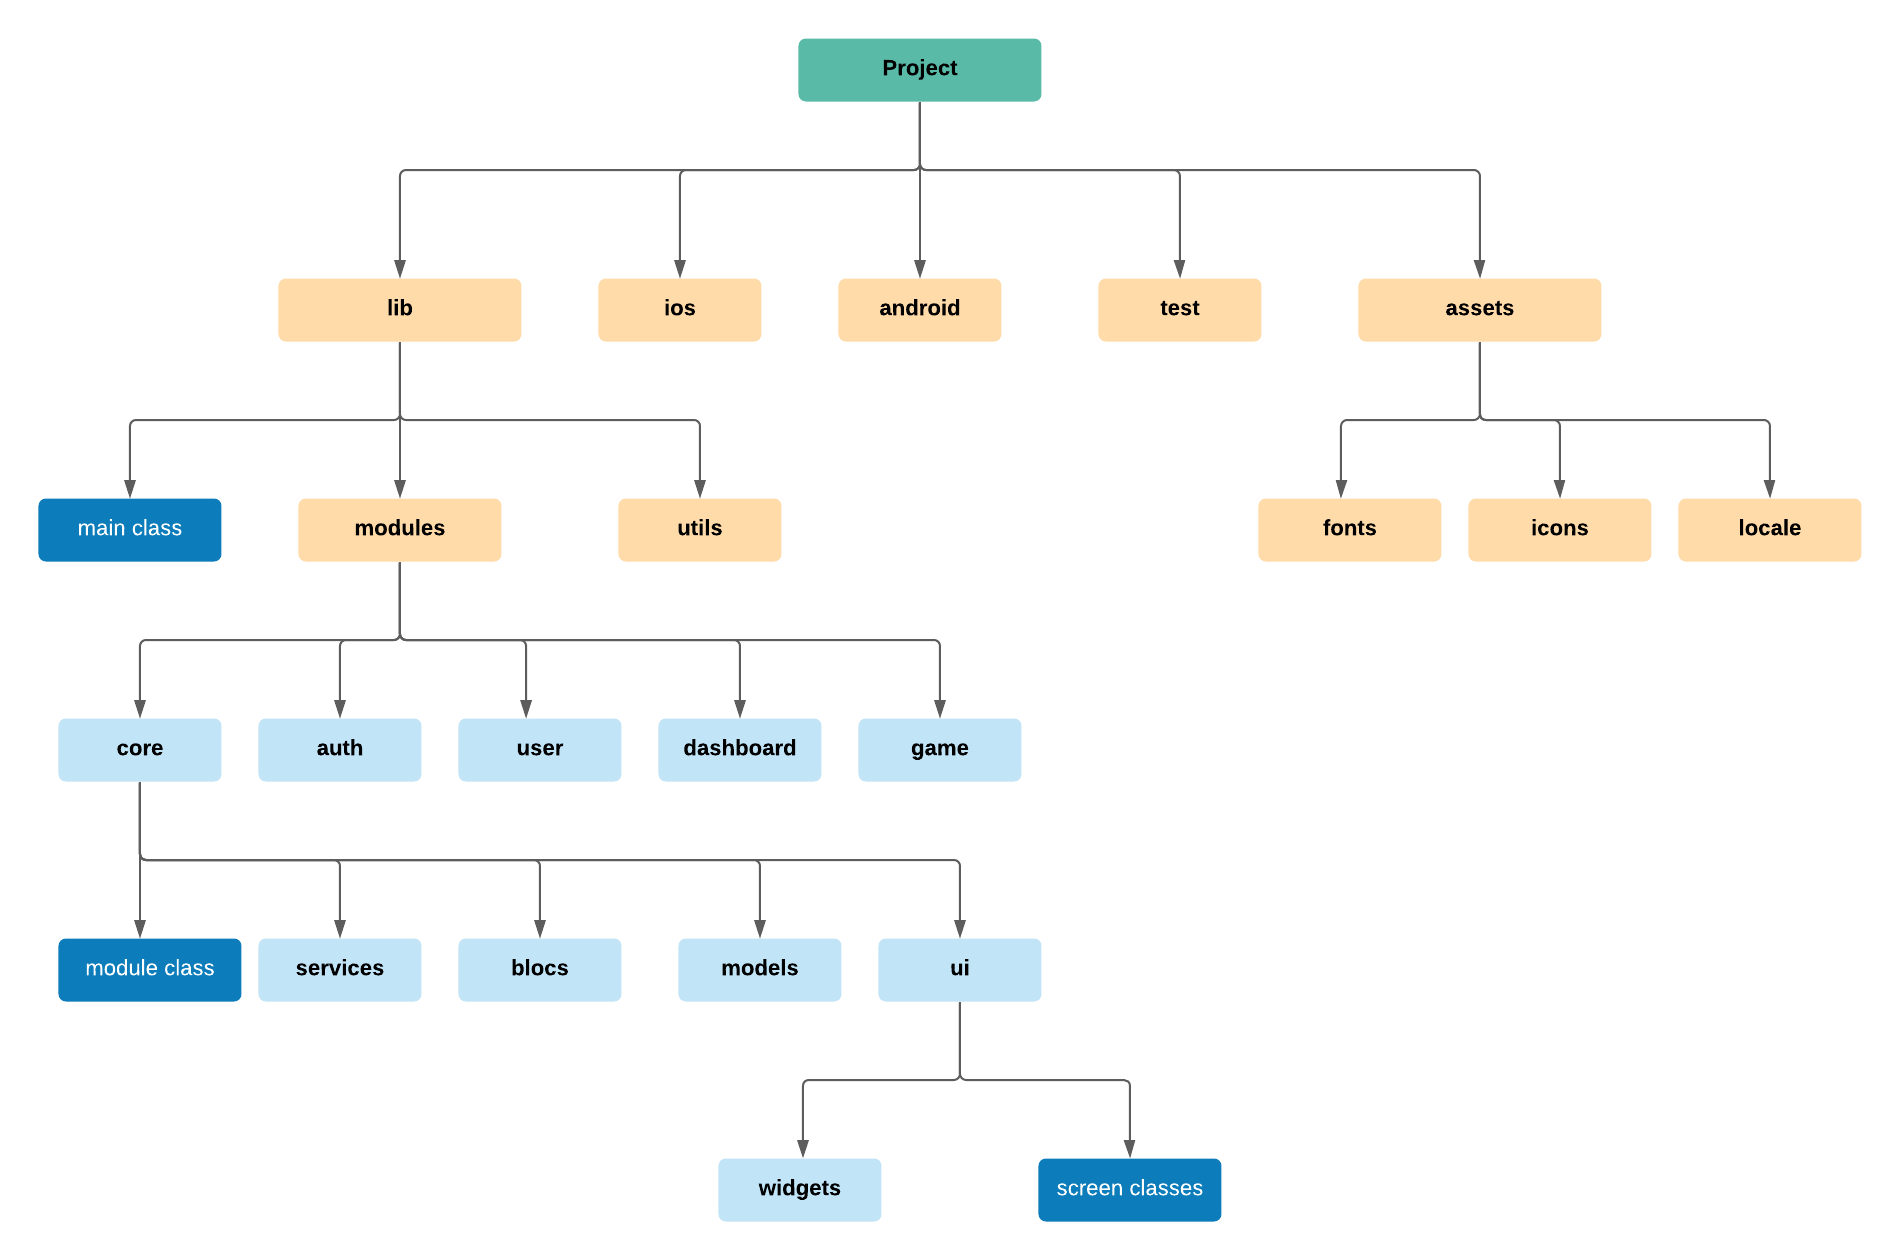 Project
lib
ios
android
test
assets
main class
modules
utils
fonts
icons
locale
core
auth
user
dashboard
game
module class
services
blocs
models
ui
widgets
screen classes